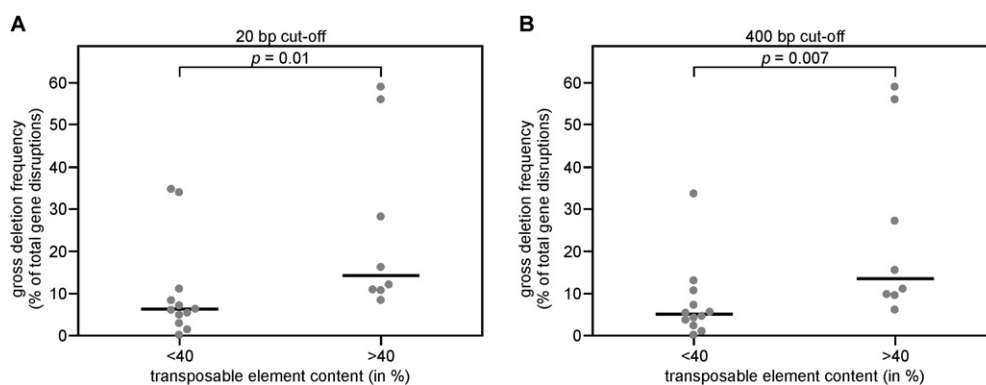 A
20 bp cut-off
p = 0.01
gross deletion frequency
(% of total gene disruptions)
60
50
40
30
20
10
0
<40
>40
transposable element content (in %)
B
400 bp cut-off
p = 0.007
gross deletion frequency
(% of total gene disruptions)
60
50
40
30
20
10
0
<40
>40
transposable element content (in %)